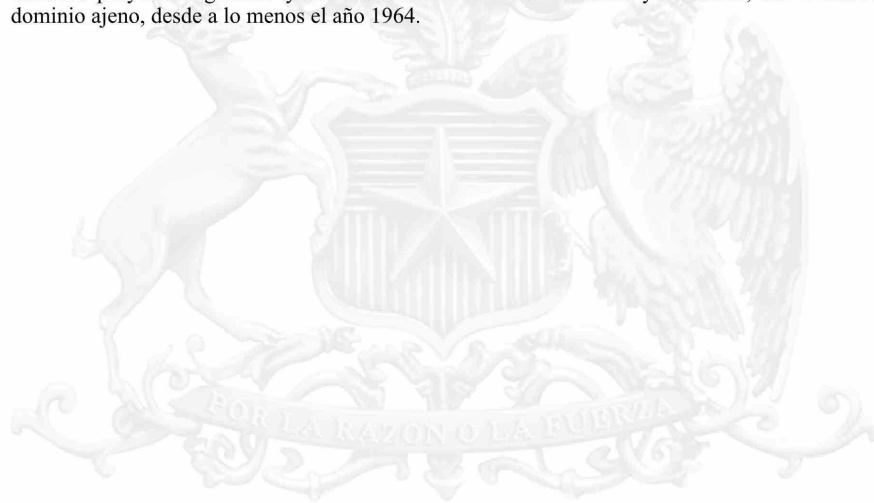 dominio ajeno, desde a lo menos el año 1964.
POR LA RAZON O LA FUERZA